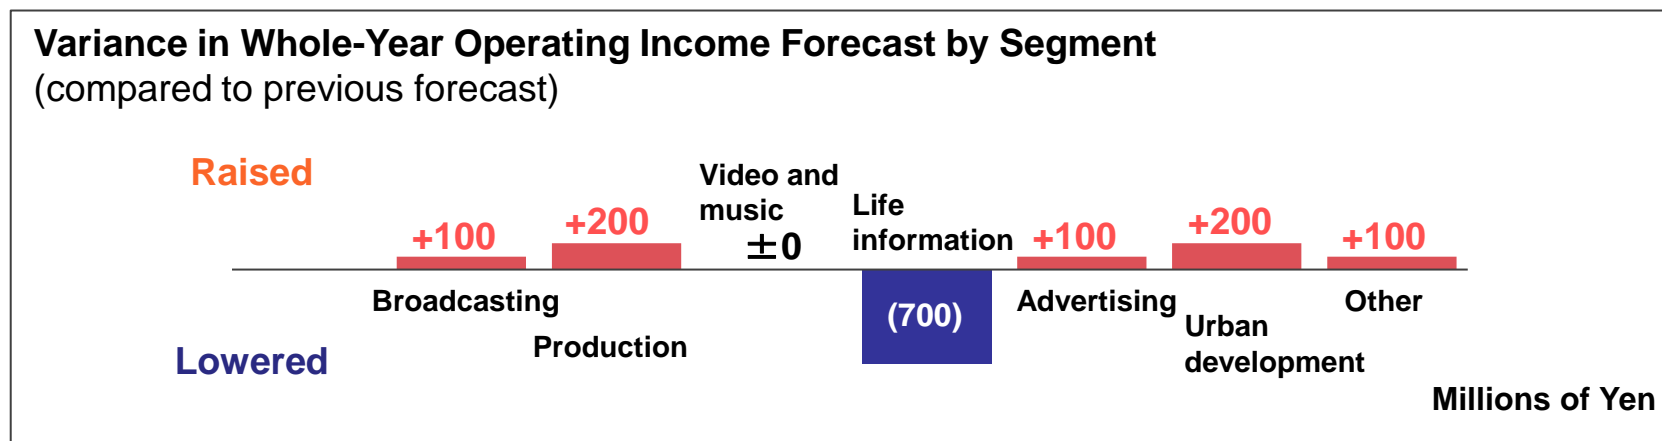 Variance in Whole-Year Operating Income Forecast by Segment
(compared to previous forecast)
Raised
Lowered
+100
Broadcasting
+200
Production
Video and
music
±0
Life
information
(700)
+100
Advertising
+200
Urban
development
+100
Other
Millions of Yen